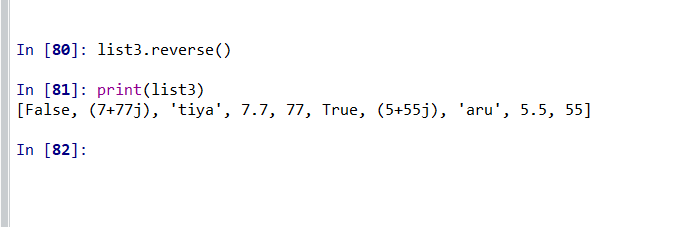 In [80]: list3.reverse()
In [81]: print(list3)
[False, (7+77j), 'tiya', 7.7, 77, True, (5+55j), 'aru', 5.5, 55]
In [82]: